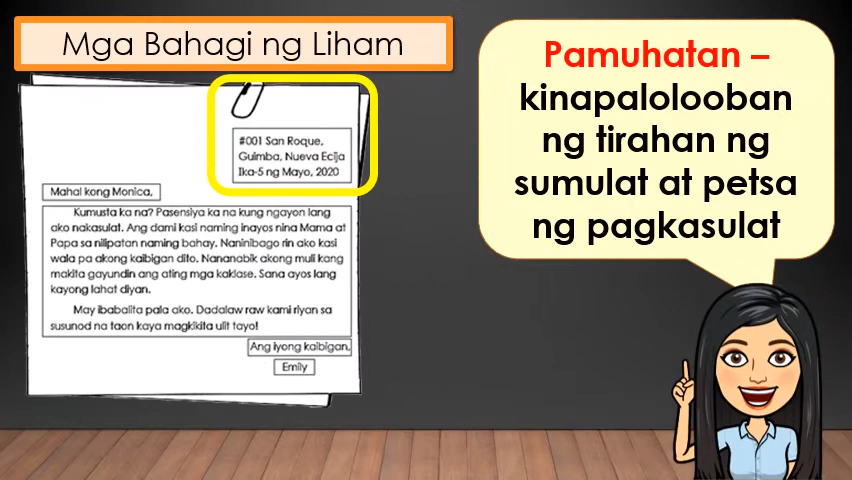 Mga Bahagi ng Liham
Pamuhatan –
kinapalolooban
ng tirahan ng
sumulat at petsa
ng pagkasulat
#001 San Roque,
Guimba, Nueva Ecija
Ika-5 ng Mayo, 2020
Mahal kong Monica,
Kumusta ka na? Pasensiya ka na kung ngayon lang
ako nakasulat. Ang dami kasi naming inayos nina Mama at
Papa sa nilipatan naming bahay. Naninibago rin ako kasi
wala pa akong kaibigan dito. Nananabik akong muli kang
makita gayundin ang ating mga kaklase. Sana ayos lang
kayong lahat diyan.
May ibabalita pala ako. Dadalaw raw kami riyan sa
susunod na taon kaya magkikita ulit tayo!
Ang iyong kaibigan,
Emily